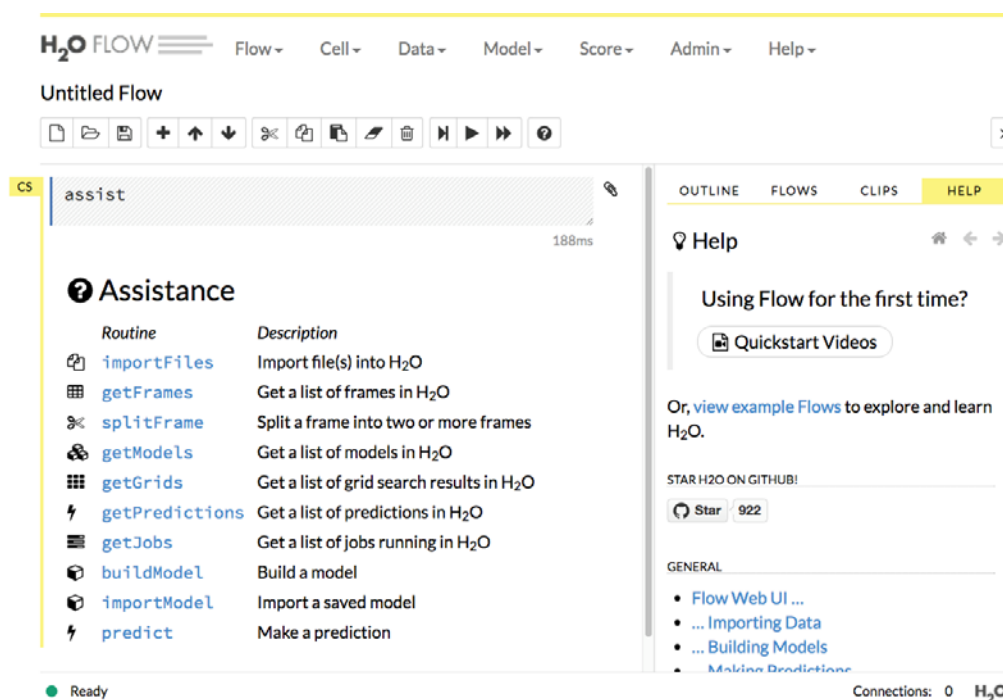 H2O FLOW Flow Cell Data Model Score Admin Help
Untitled Flow
CS
assist
188ms
Assistance
Routine Description
importFiles Import file(s) into H2O
getFrames Get a list of frames in H2O
splitFrame Split a frame into two or more frames
getModels Get a list of models in H2O
getGrids Get a list of grid search results in H2O
getPredictions Get a list of predictions in H2O
getJobs Get a list of jobs running in H2O
buildModel Build a model
importModel Import a saved model
predict Make a prediction
OUTLINE FLOWS CLIPS HELP
Help
Using Flow for the first time?
Quickstart Videos
Or, view example Flows to explore and learn
H2O.
STAR H2O ON GITHUB!
Star 922
GENERAL
• Flow Web UI ...
• ... Importing Data
• ... Building Models
• ... Making Predictions
Ready Connections: 0 H2O